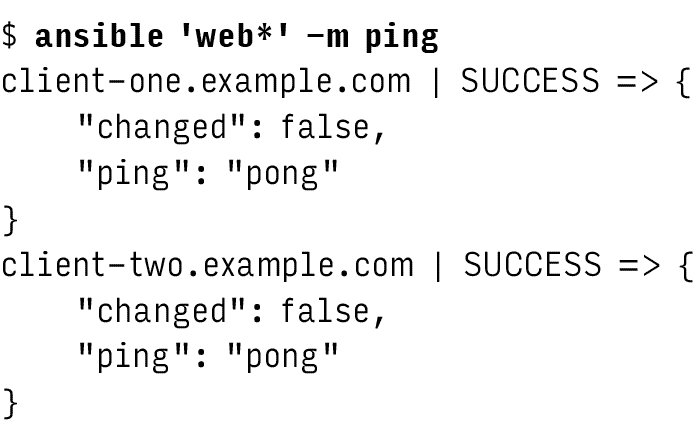 $ ansible 'web*' -m ping
client-one.example.com | SUCCESS => {
    "changed": false,
    "ping": "pong"
}
client-two.example.com | SUCCESS => {
    "changed": false,
    "ping": "pong"
}